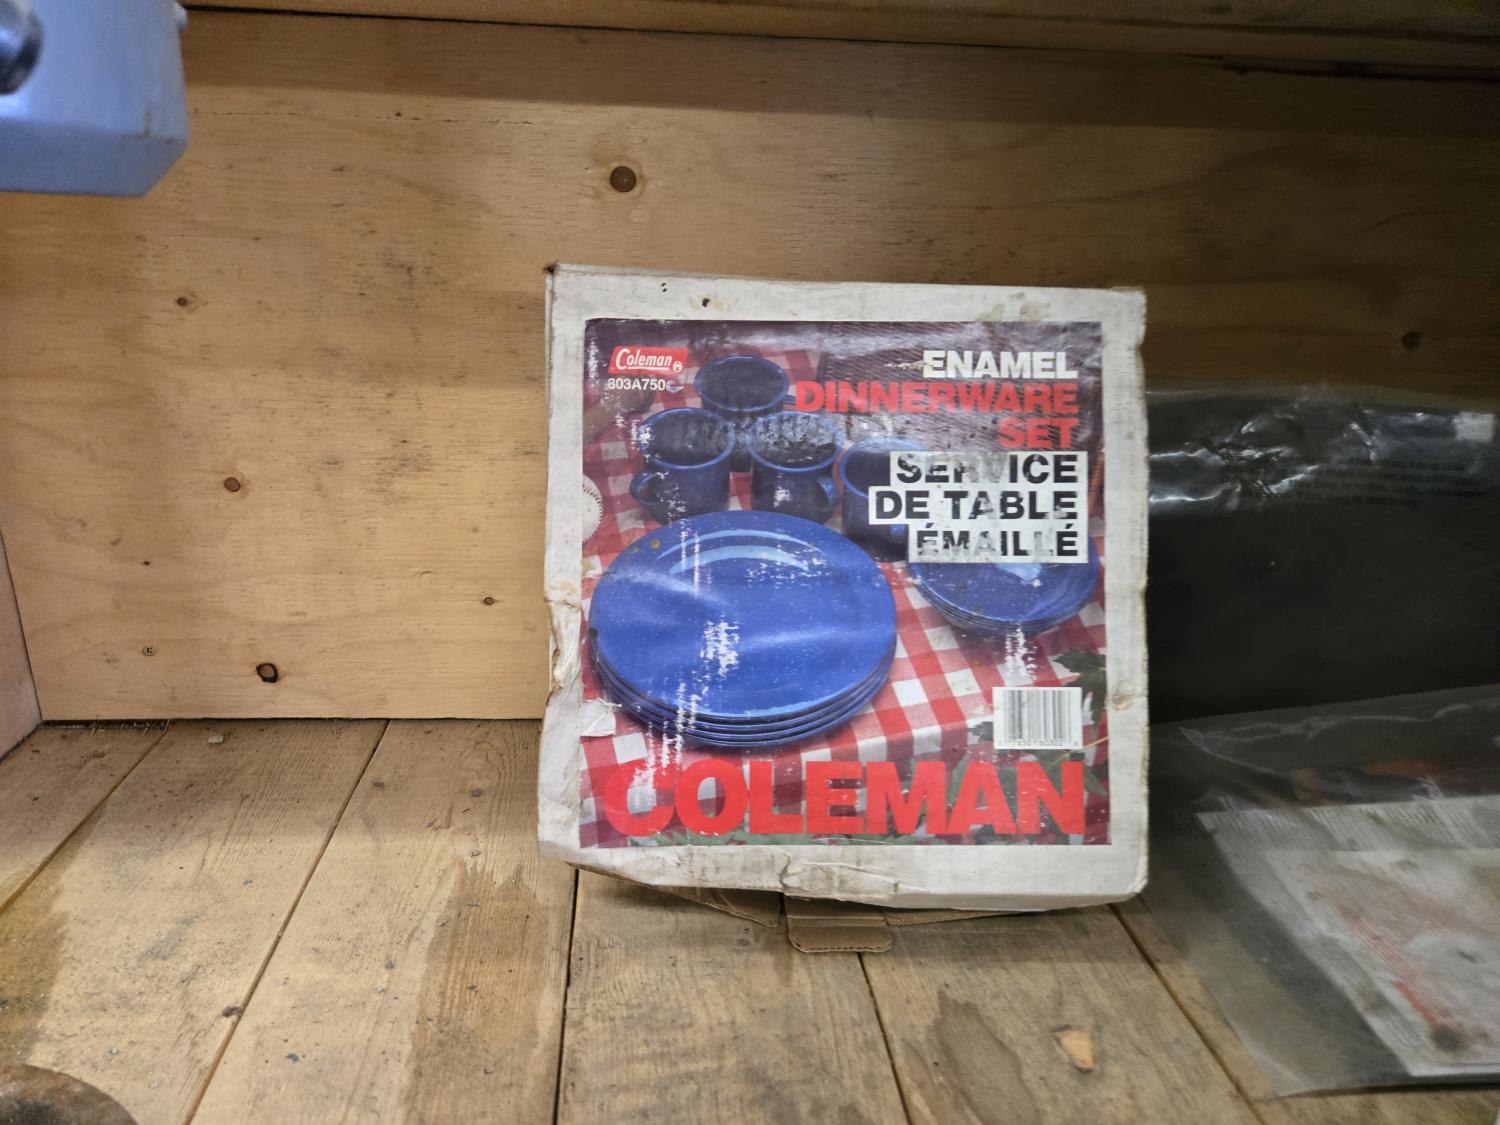 Coleman
803A750
ENAMEL
DINNERWARE
SET
SERVICE
DE TABLE
ÉMAILLÉ
COLEMAN